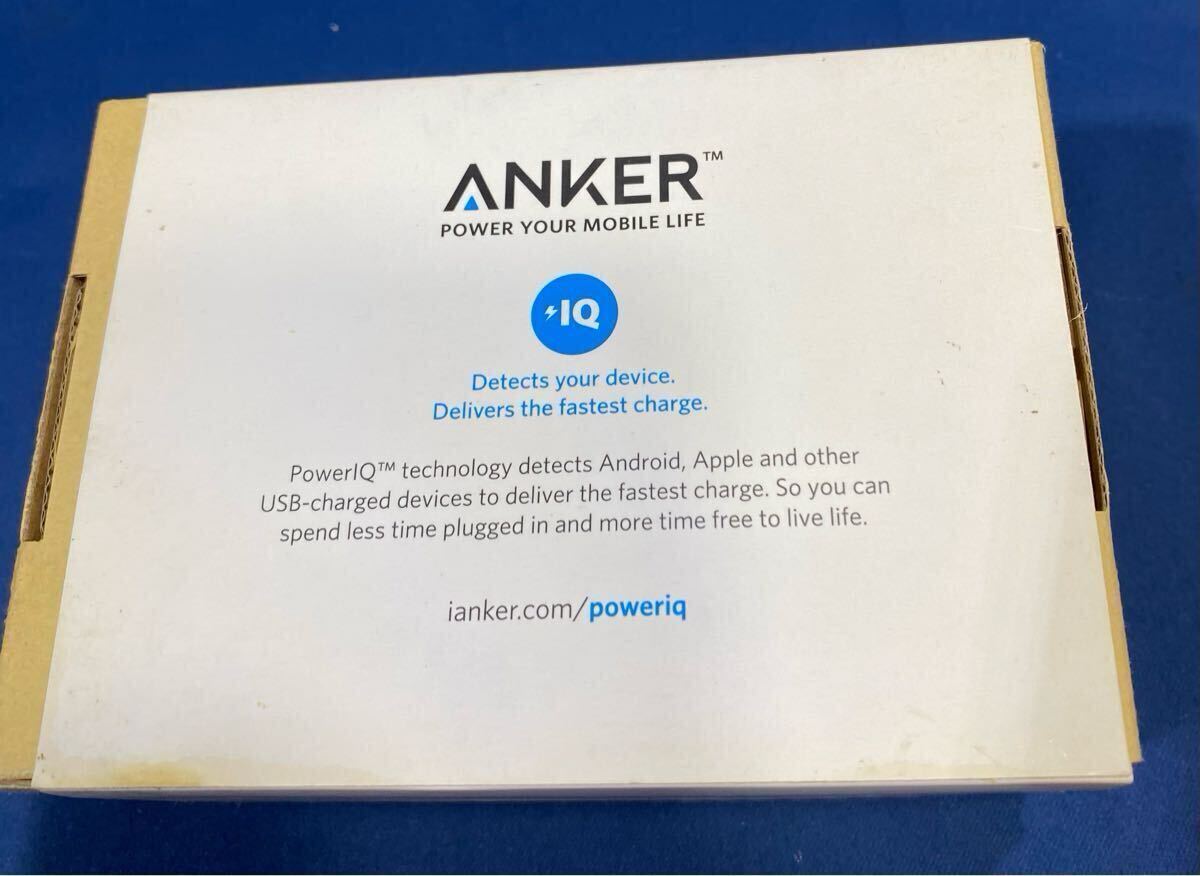 ANKER™
POWER YOUR MOBILE LIFE
IQ
Detects your device.
Delivers the fastest charge.
PowerIQ™ technology detects Android, Apple and other
USB-charged devices to deliver the fastest charge. So you can
spend less time plugged in and more time free to live life.
ianker.com/poweriq